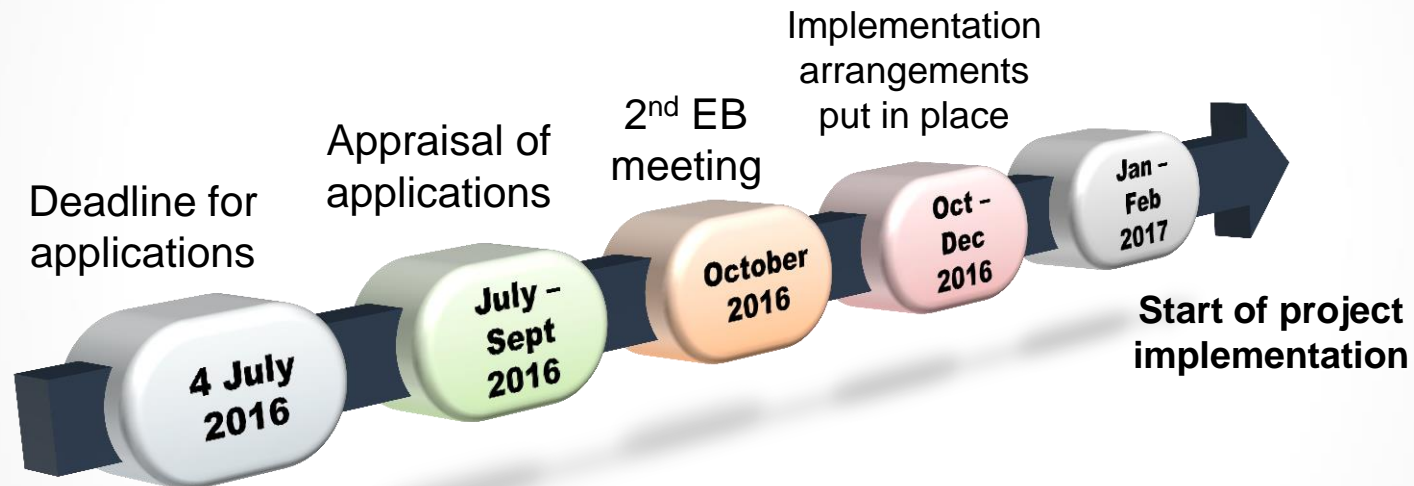 Deadline for
applications
4 July
2016
Appraisal of
applications
July –
Sept
2016
2nd EB
meeting
October
2016
Implementation
arrangements
put in place
Oct –
Dec
2016
Jan –
Feb
2017
Start of project
implementation